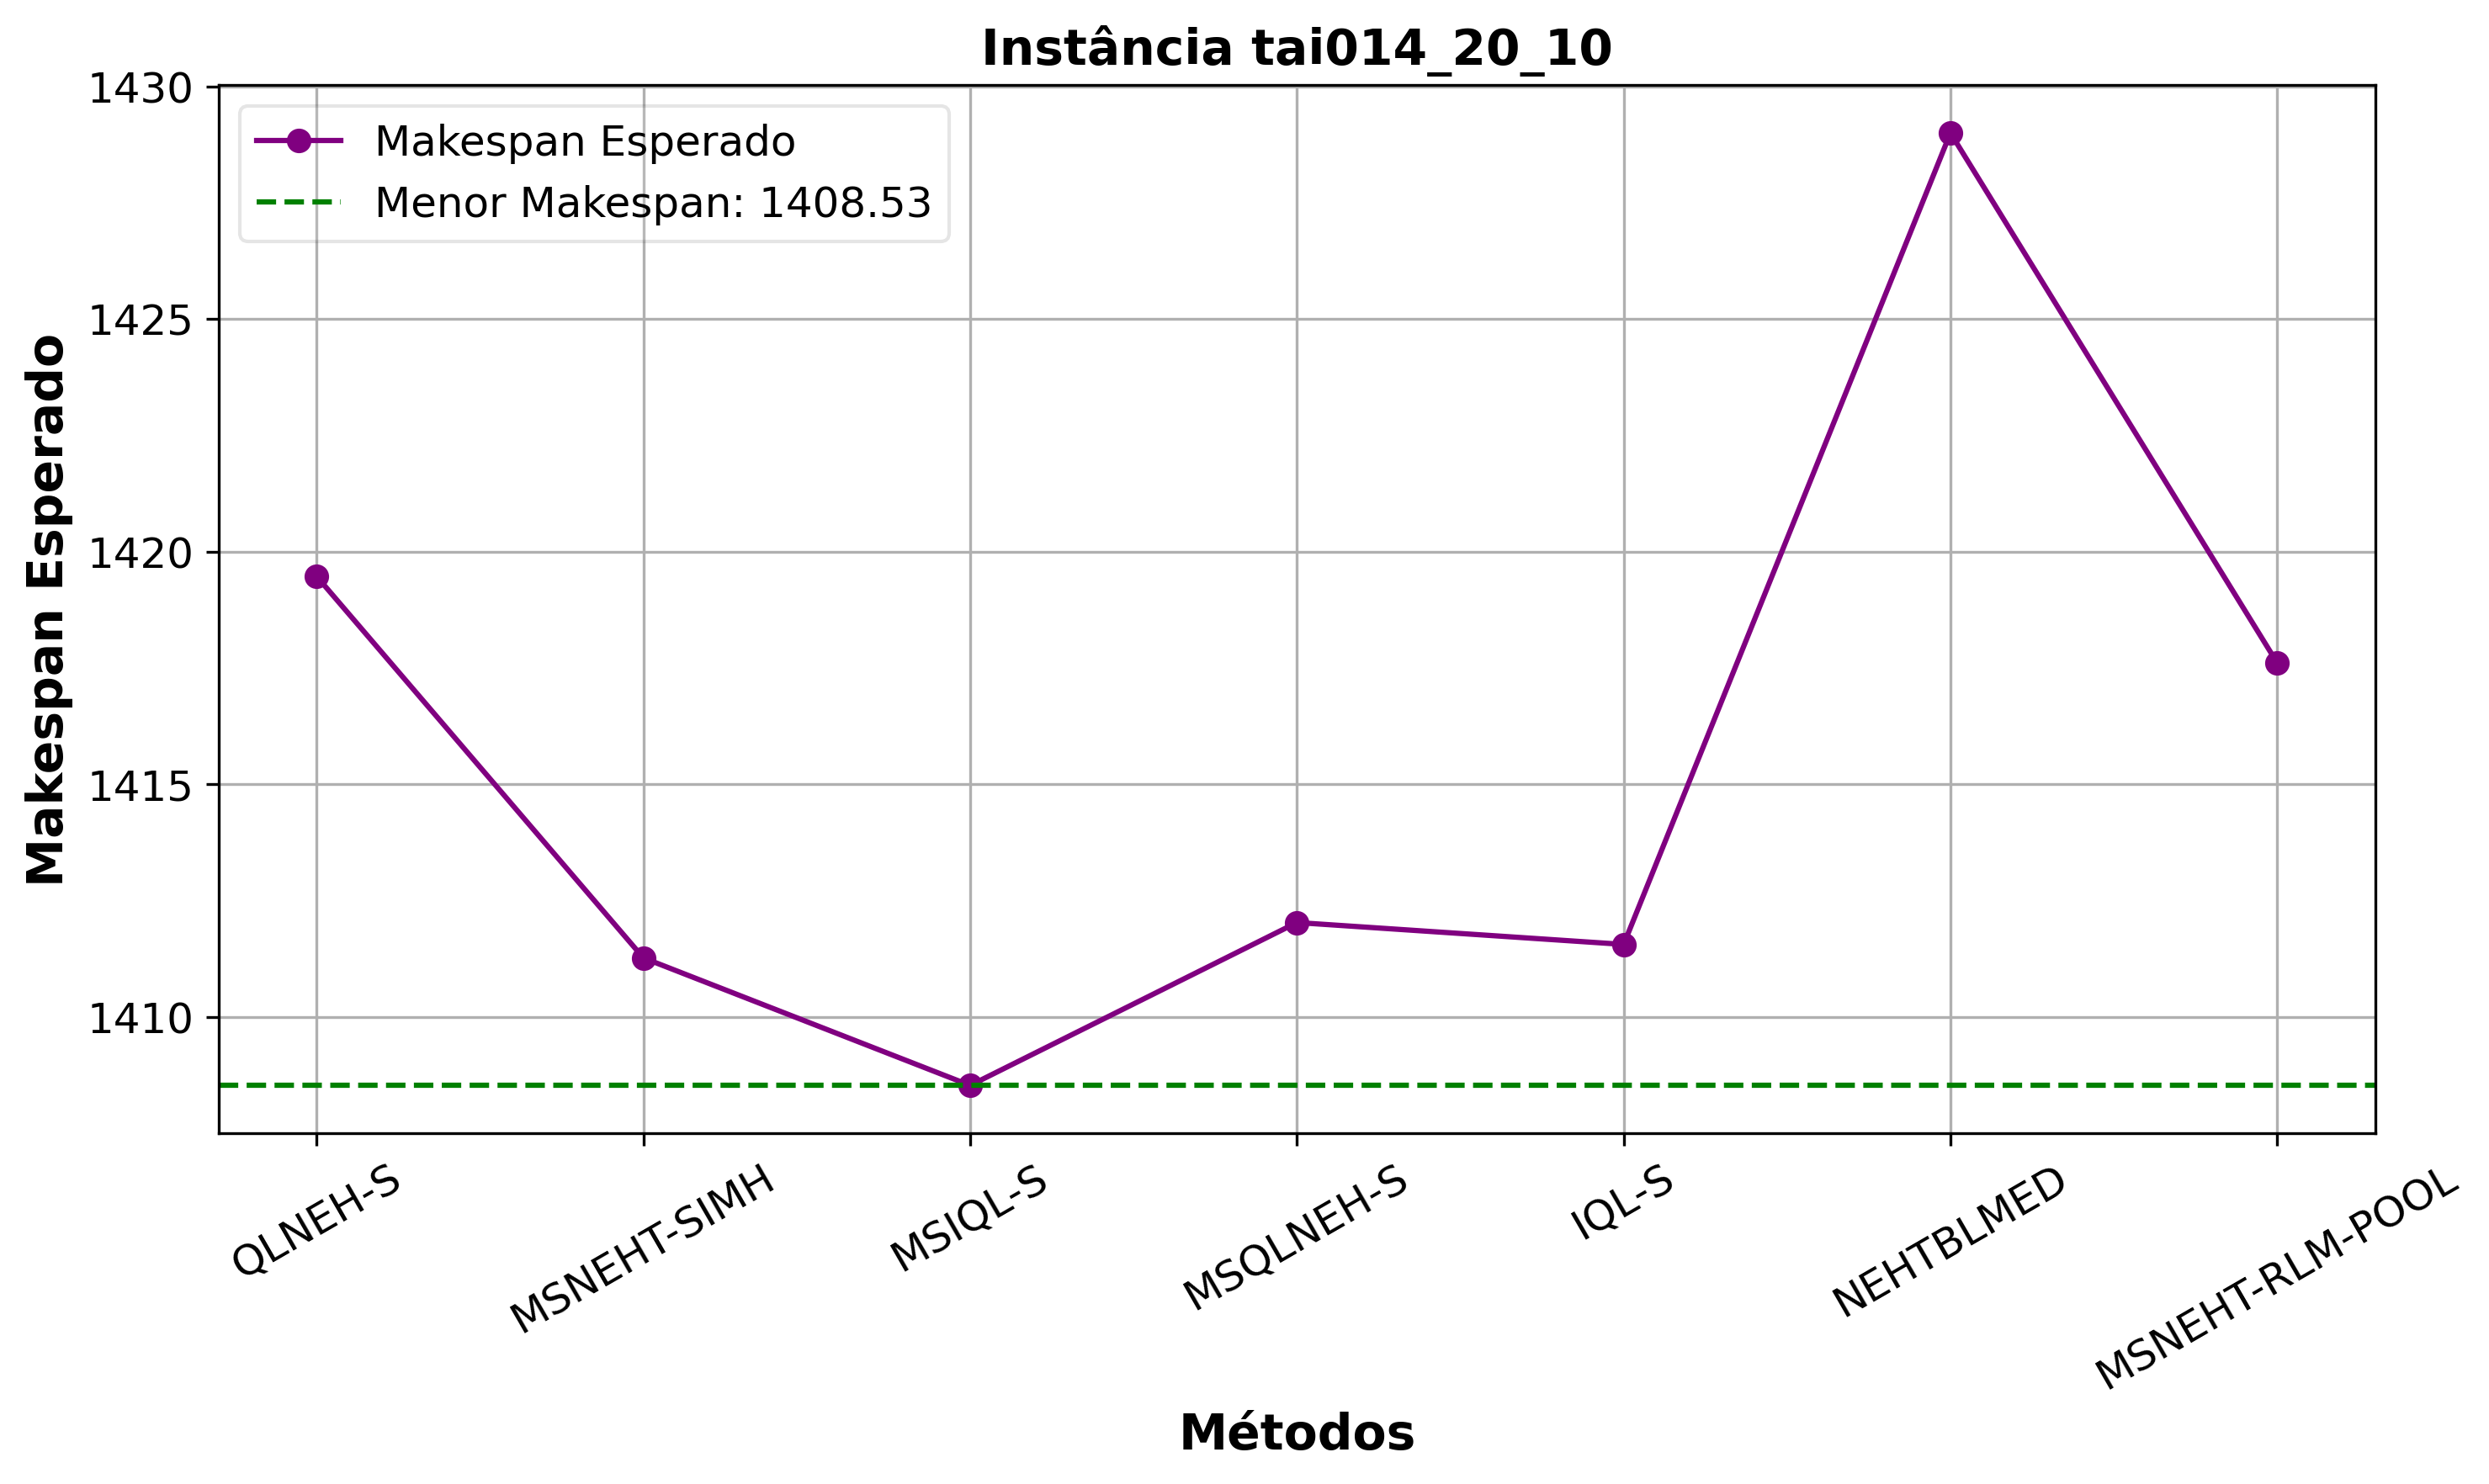 Instância tai014_20_10
Makespan Esperado
Menor Makespan: 1408.53
Makespan Esperado
1430
1425
1420
1415
1410
QLNEH-S
MSNEHT-SIMH
MSIQL-S
MSQLNEH-S
IQL-S
NEHTBLMED
MSNEHT-RLM-POOL
Métodos